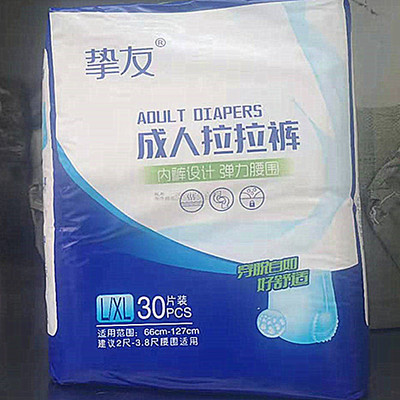 挚友®
ADULT DIAPERS
成人拉拉裤
内裤设计 弹力腰围
穿脱自如
好舒适
L/XL 30片装
PCS
适用范围：66cm-127cm
建议2尺-3.8尺腰围适用